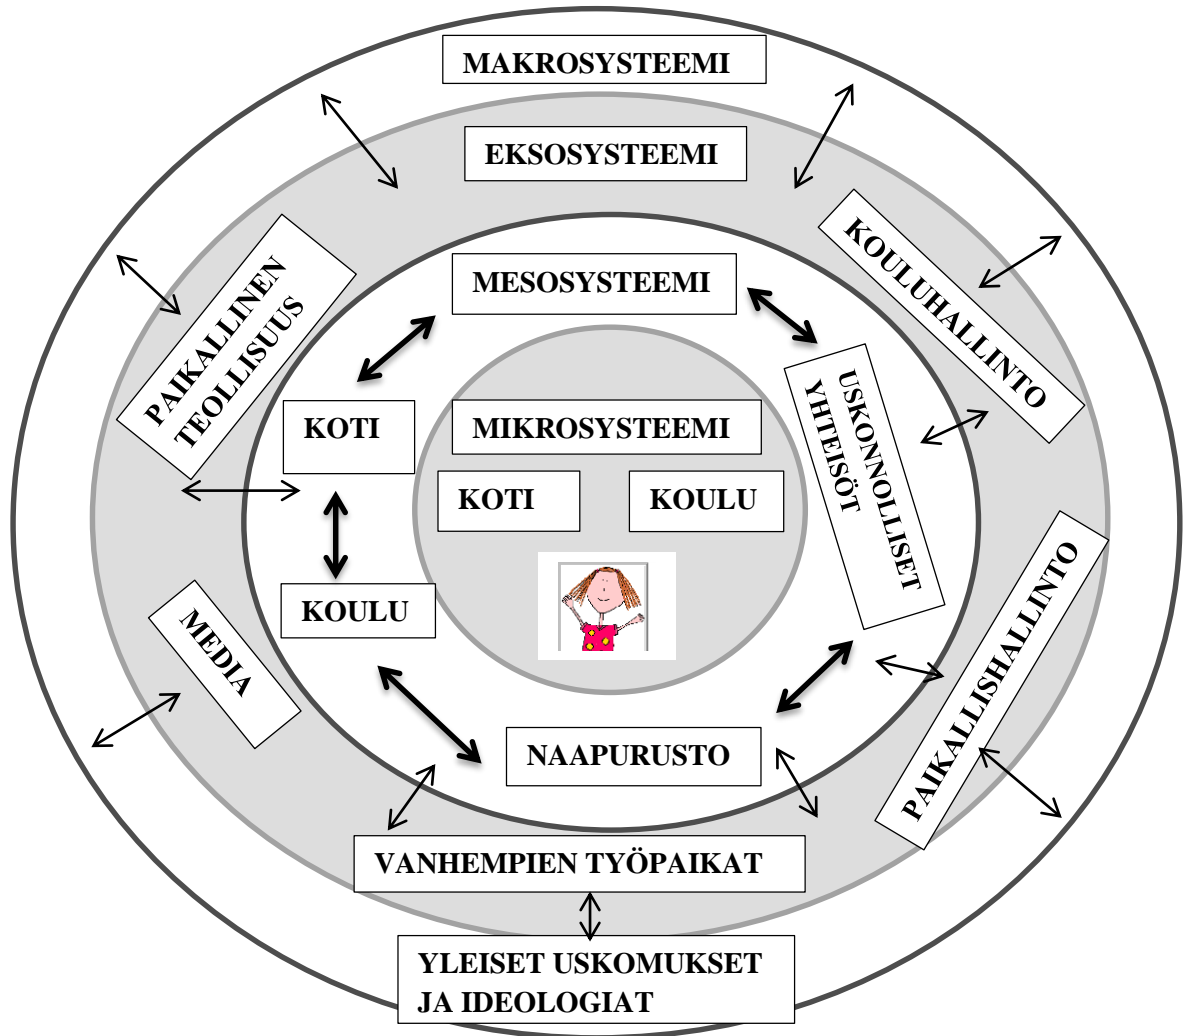 MAKROSYSTEEMI
EKSOSYSTEEMI
PAIKALLINEN
TEOLLISUUS
KOULUHALLINTO
MESOSYSTEEMI
USKONNOLLISET
YHTEISÖT
KOTI
MIKROSYSTEEMI
KOTI
KOULU
KOULU
MEDIA
PAIKALLISHALLINTO
NAAPURUSTO
VANHEMPIEN TYÖPAIKAT
YLEISET USKOMUKSET
JA IDEOLOGIAT